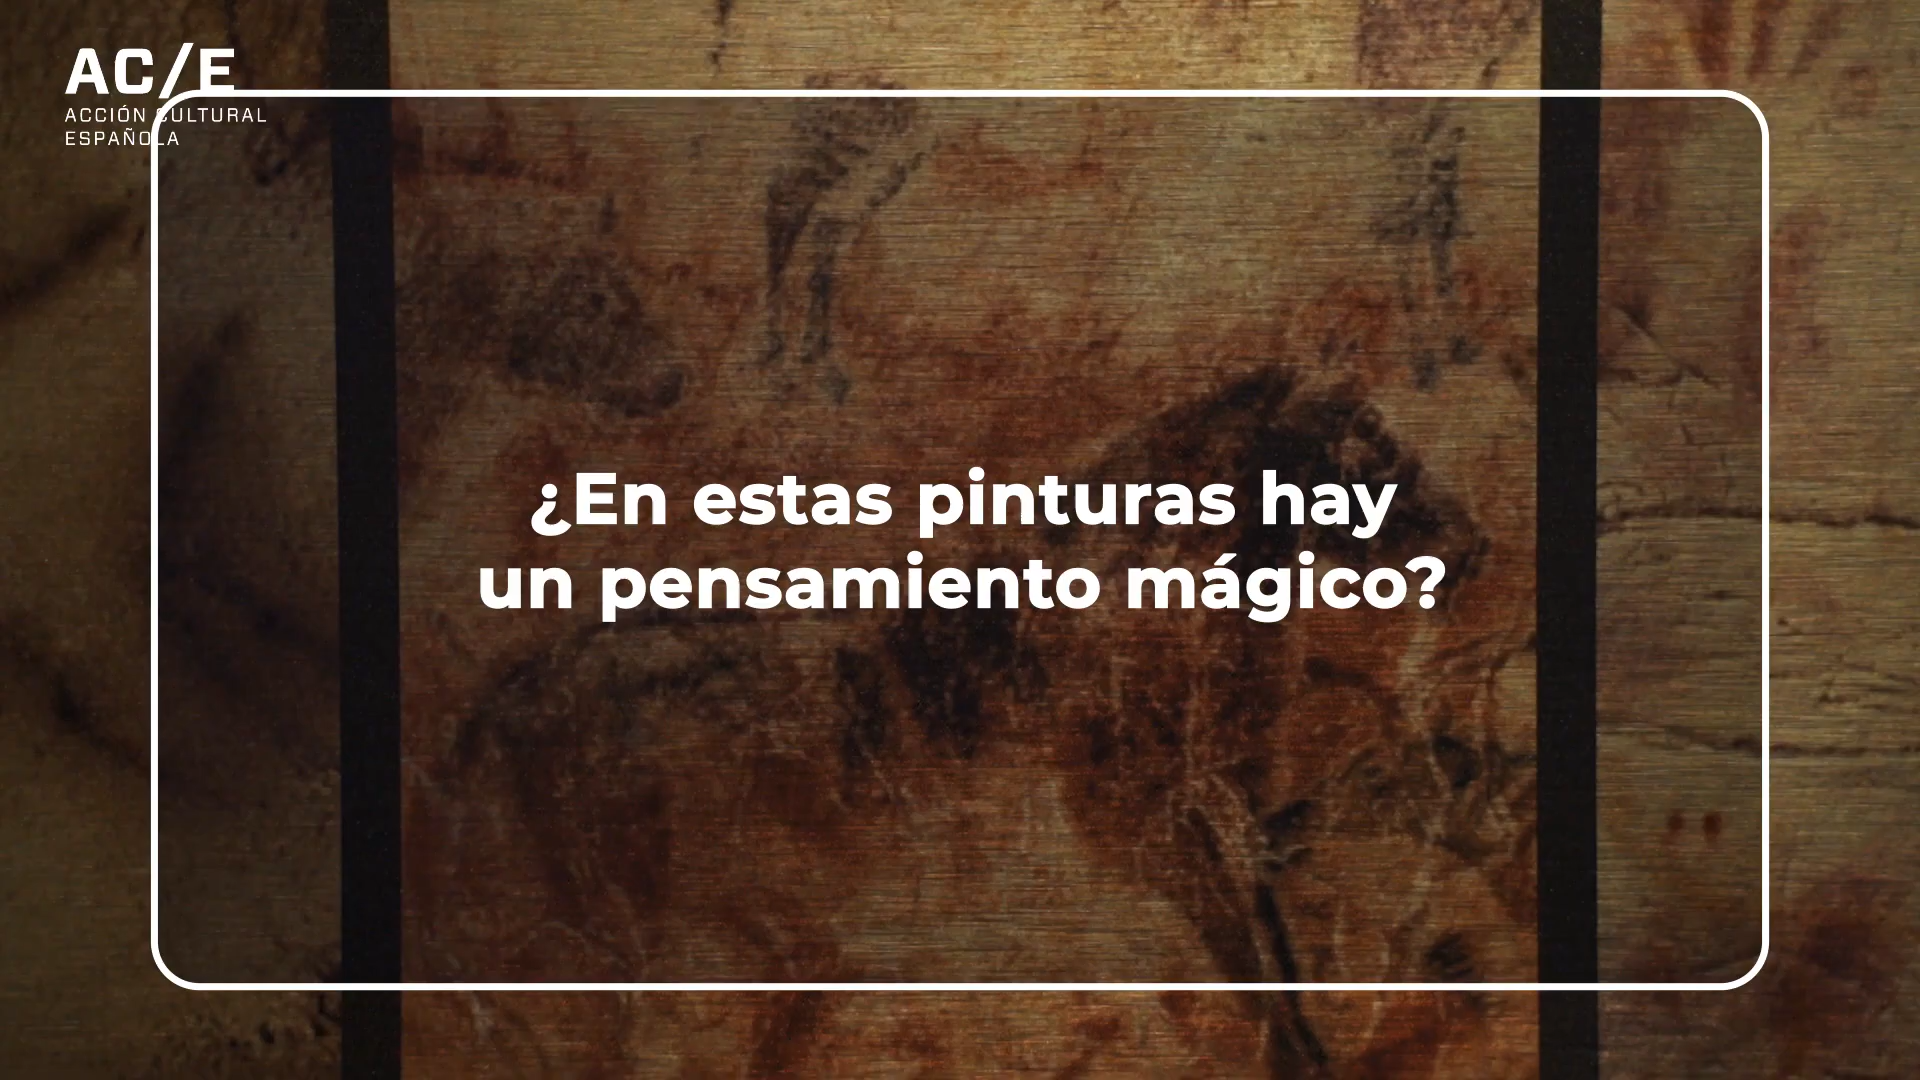 AC/E
ACCIÓN CULTURAL
ESPAÑOLA
¿En estas pinturas hay
un pensamiento mágico?